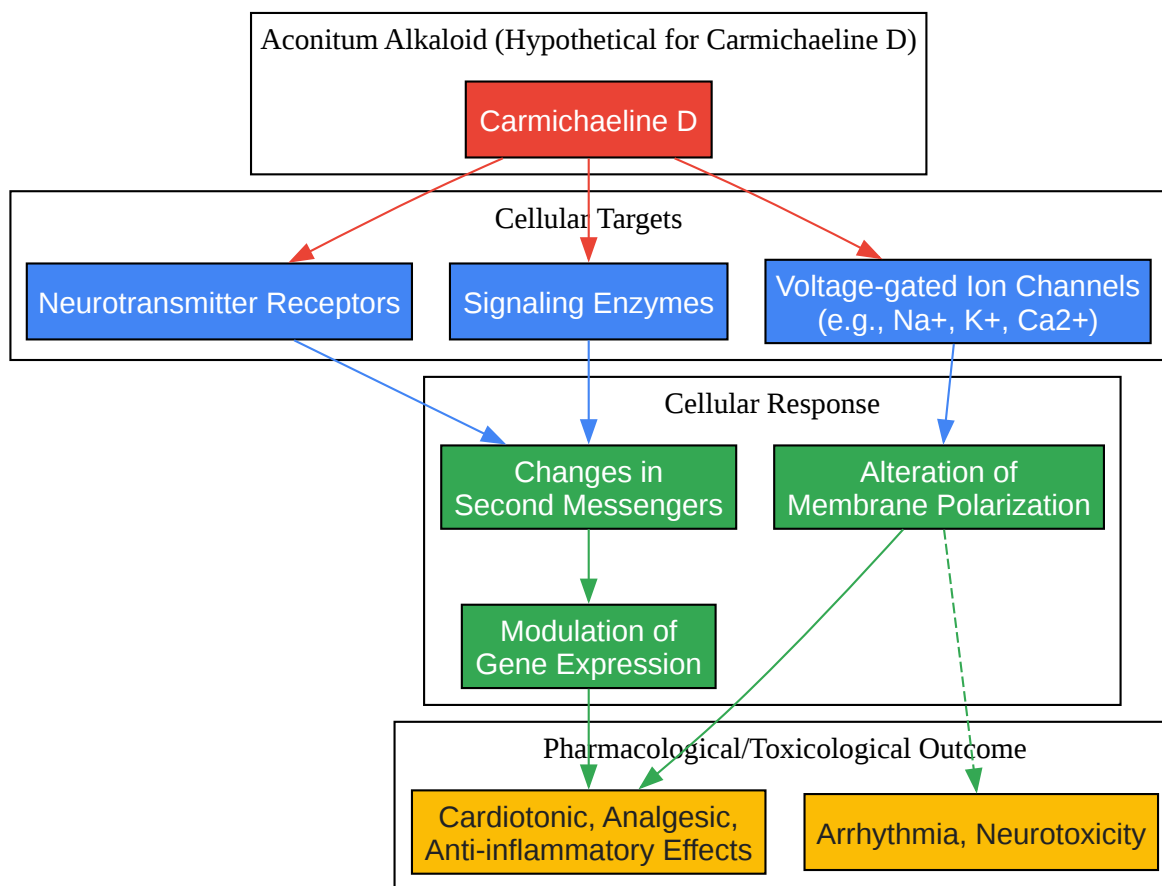 Aconitum Alkaloid (Hypothetical for Carmichaeline D)
Carmichaeline D
Cellular Targets
Neurotransmitter Receptors
Signaling Enzymes
Voltage-gated Ion Channels
(e.g., Na+, K+, Ca2+)
Cellular Response
Changes in
Second Messengers
Alteration of
Membrane Polarization
Modulation of
Gene Expression
Pharmacological/Toxicological Outcome
Cardiotonic, Analgesic,
Anti-inflammatory Effects
Arrhythmia, Neurotoxicity